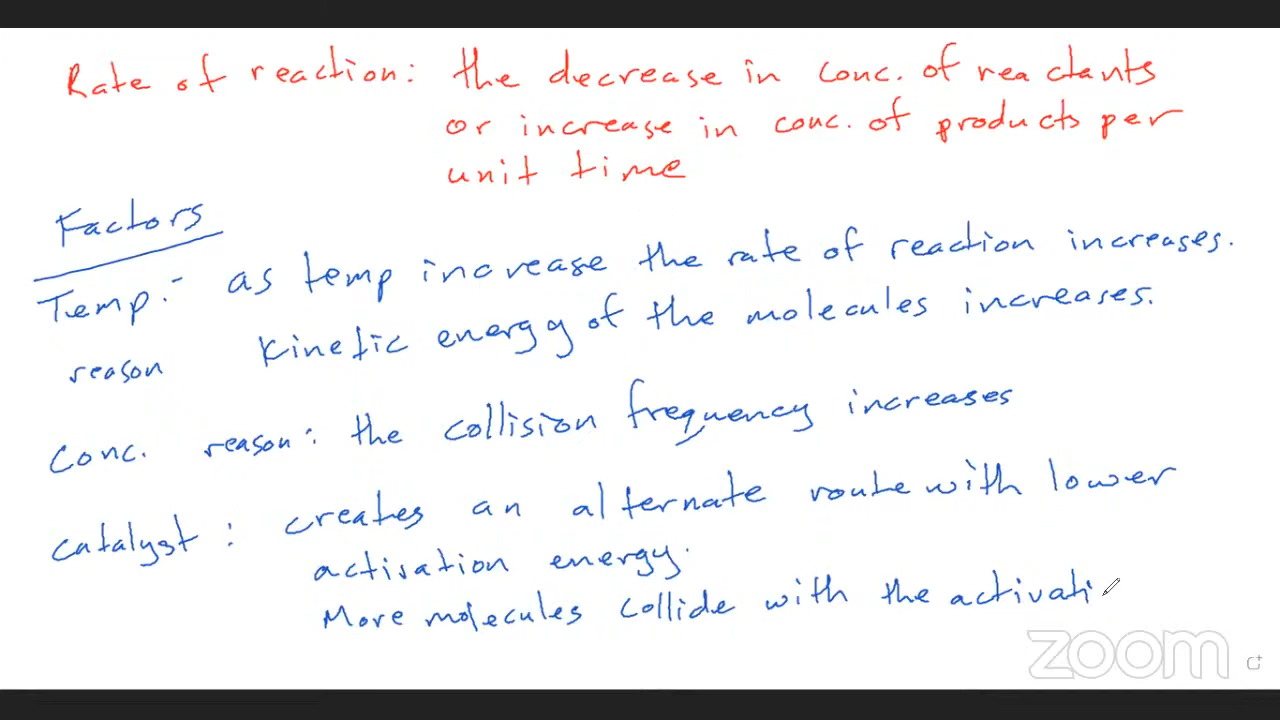 Rate of reaction: the decrease in conc. of reactants
or increase in conc. of products per
unit time
Factors
Temp:- as temp increase the rate of reaction increases.
reason Kinetic energy of the molecules increases.
Conc. reason: the collision frequency increases
Catalyst: creates an alternate route with lower
activation energy.
More molecules collide with the activati
zoom